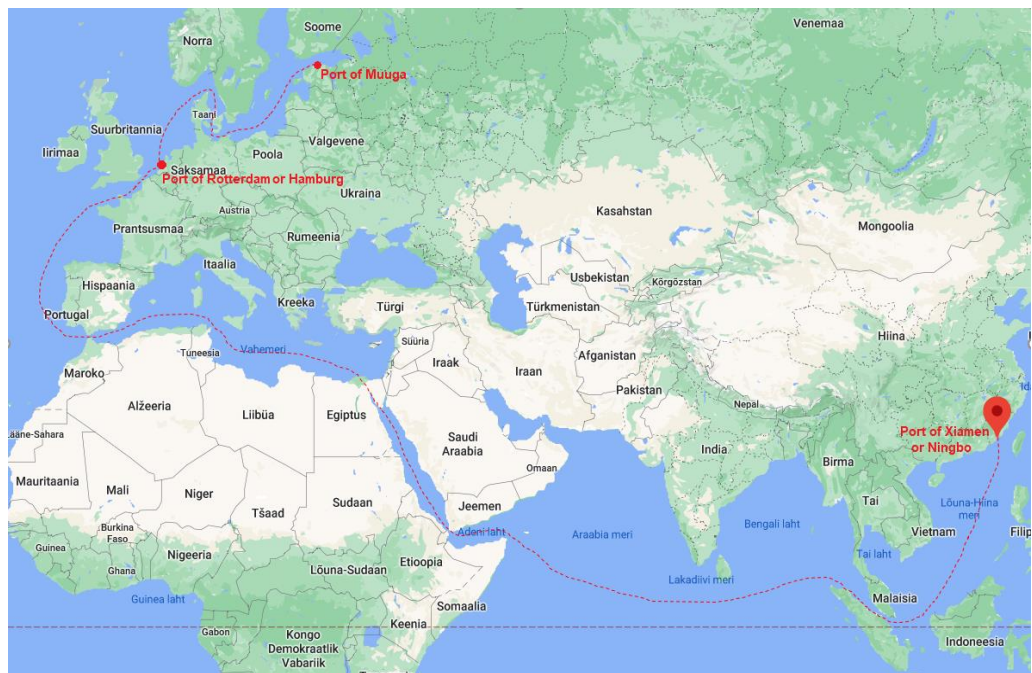 Norra
Soome
Venemaa
Port of Muuga
Taani
Suurbritannia
Iirimaa
Valgevene
Poola
Saksamaa
Port of Rotterdam or Hamburg
Ukraina
Kasahstan
Austria
Mongoolia
Prantsusmaa
Rumeenia
Itaalia
Usbekistan
Kõrgõzstan
Hispaania
Kreeka
Türgi
Türkmenistan
Portugal
Hiina
Vahemeri
Tuneesia
Süüria
Afganistan
Iraak
Iraan
Maroko
Pakistan
Nepal
Alžeeria
Liibüa
Egiptus
Port of Xiamen
or Ningbo
Saudi
Araabia
India
Lääne-Sahara
Birma
Omaan
Mauritaania
Mali
Niger
Sudaan
Tai
Tšaad
Jeemen
Lõuna-Hiina
meri
Burkina
Faso
Adeni laht
Araabia meri
Bengali laht
Vietnam
Filip
Guinea
Nigeeria
Etioopia
Tai laht
Ghana
Lõuna-Sudaan
Lakadiivi meri
Guinea laht
Somaalia
Malaisia
Keenia
Gabon
Kongo
Demokraatlik
Vabariik
Indoneesia